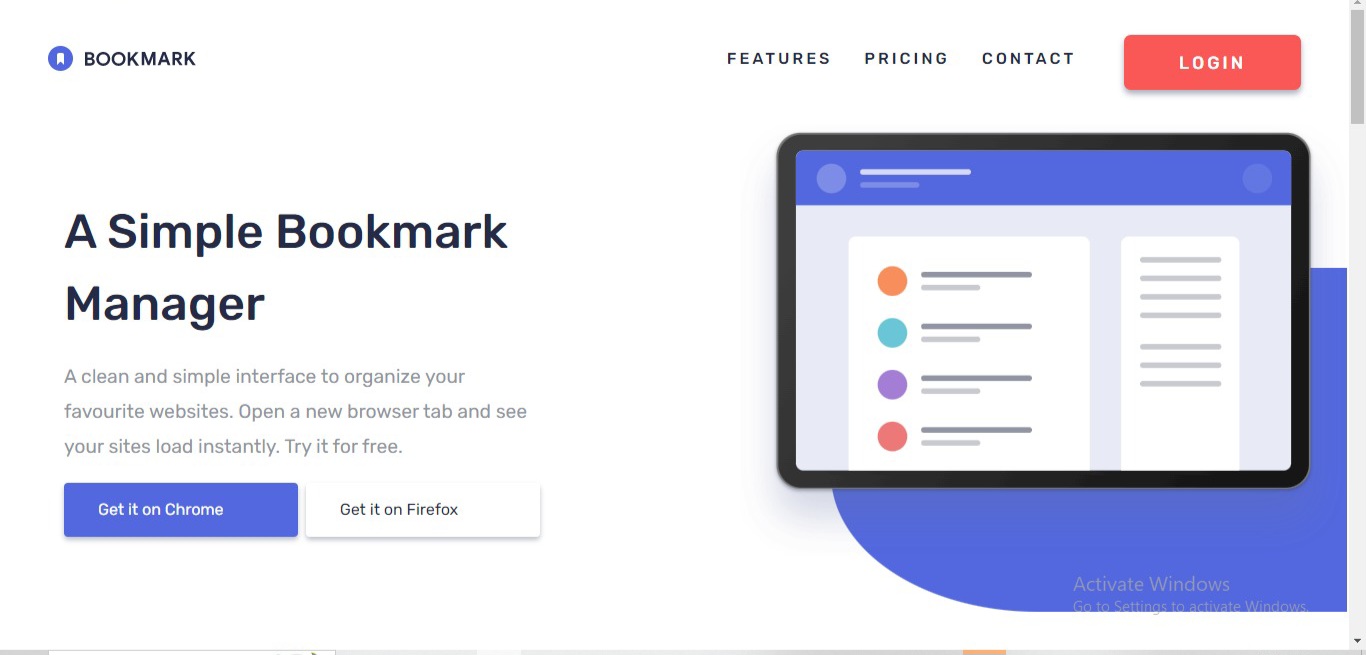 BOOKMARK
FEATURES PRICING CONTACT LOGIN
A Simple Bookmark
Manager
A clean and simple interface to organize your
favourite websites. Open a new browser tab and see
your sites load instantly. Try it for free.
Get it on Chrome Get it on Firefox
Activate Windows
Go to Settings to activate Windows.